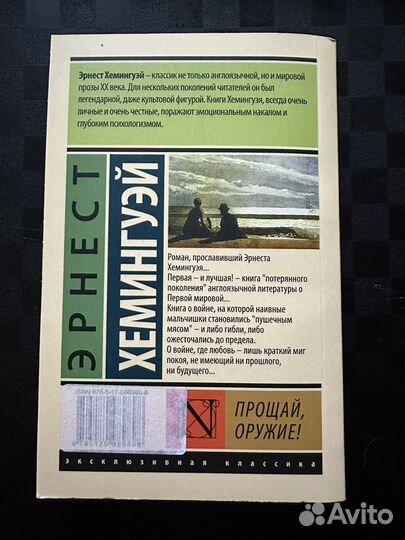 Эрнест Хемингуэй – классик не только англоязычной, но и мировой
прозы XX века. Для нескольких поколений читателей он был
легендарной, даже культовой фигурой. Книги Хемингуэя, всегда очень
личные и очень честные, поражают эмоциональным накалом и
глубоким психологизмом.
ЭРНЕСТ
ХЕМИНГУЭЙ
Роман, прославивший Эрнеста
Хемингуэя...
Первая – и лучшая! – книга "потерянного
поколения" англоязычной литературы о
Первой мировой...
Книга о войне, на которой наивные
мальчишки становились "пушечным
мясом" – и либо гибли, либо
ожесточались до предела.
О войне, где любовь – лишь краткий миг
покоя, не имеющий ни прошлого,
ни будущего...
ISBN
ПРОЩАЙ,
ОРУЖИЕ!
эксклюзивная классика
Avito